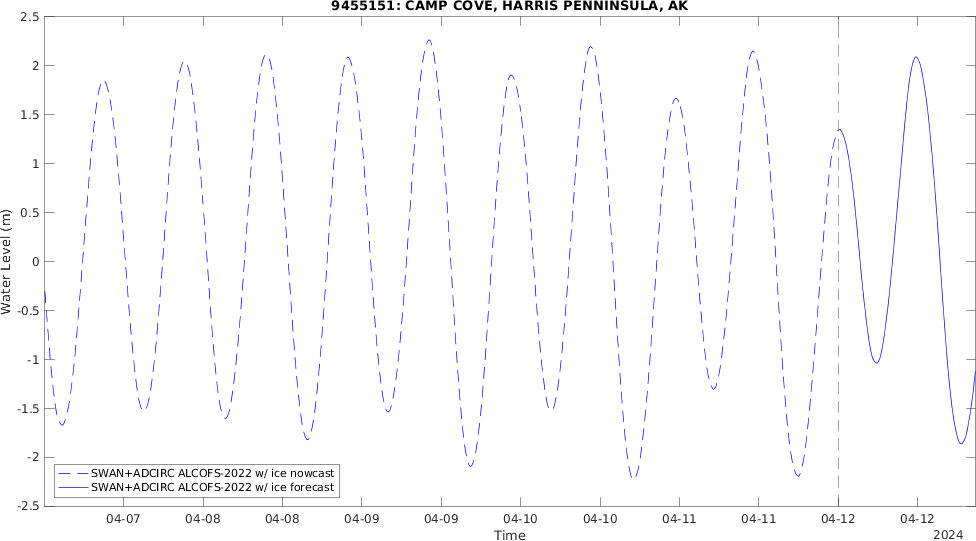 9455151: CAMP COVE, HARRIS PENNINSULA, AK
2.5
2
1.5
1
0.5
0
-0.5
-1
-1.5
-2
-2.5
Water Level (m)
SWAN+ADCIRC ALCOFS-2022 w/ ice nowcast
SWAN+ADCIRC ALCOFS-2022 w/ ice forecast
04-07 04-08 04-08 04-09 04-09 04-10 04-10 04-11 04-11 04-12 04-12
Time
2024